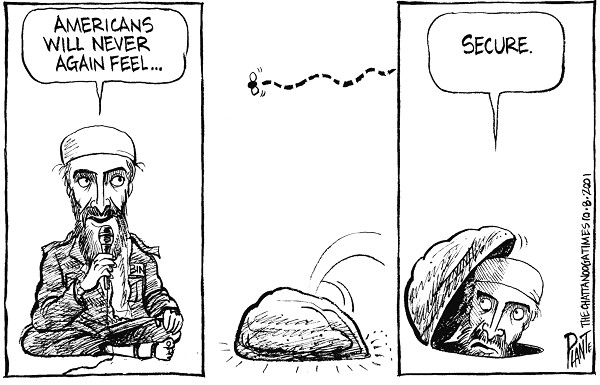 AMERICANS
WILL NEVER
AGAIN FEEL...
BIN
SECURE.
PLANTE
THE CHATTANOOGA TIMES 10•8•2001